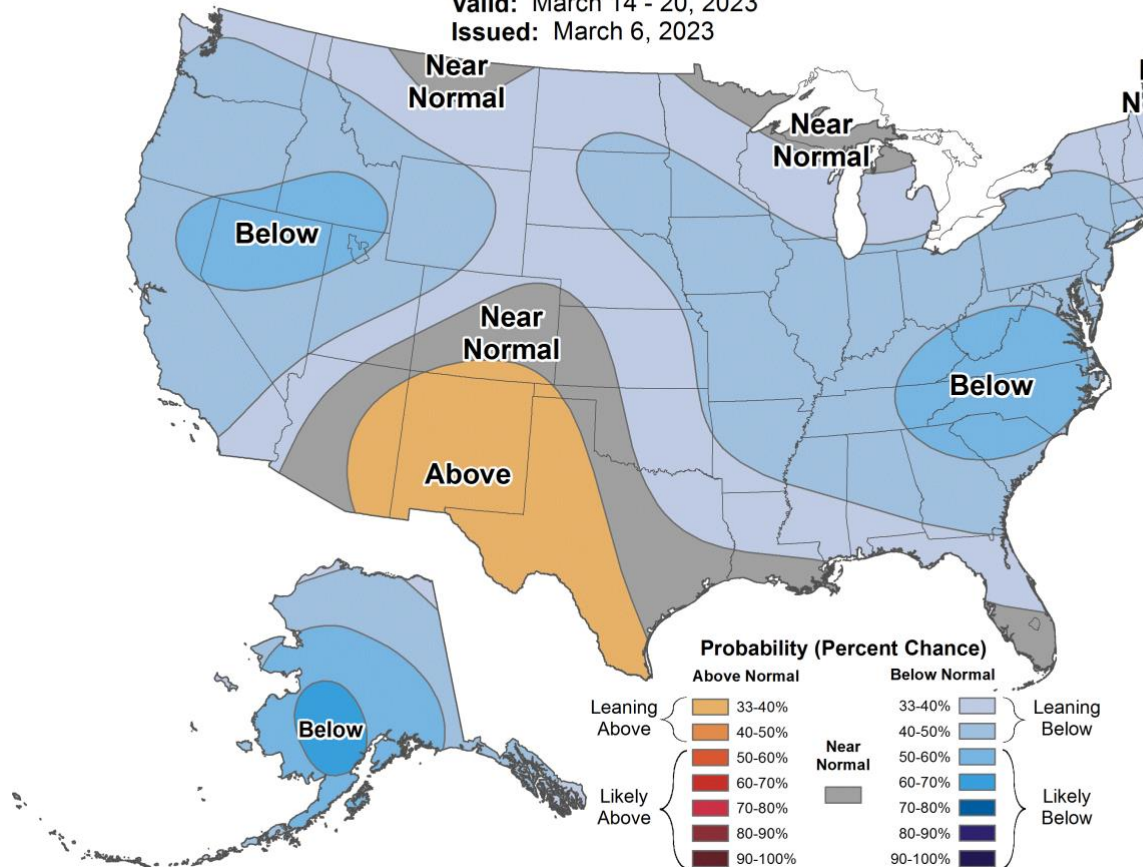 Valid: March 14 - 20, 2023
Issued: March 6, 2023
Near
Normal
Near
Normal
Below
Near
Normal
Below
Above
Below
Probability (Percent Chance)
Above Normal
Below Normal
Leaning
Above
33-40%
40-50%
Likely
Above
50-60%
60-70%
70-80%
80-90%
90-100%
Near
Normal
33-40%
40-50%
Leaning
Below
50-60%
60-70%
70-80%
80-90%
90-100%
Likely
Below